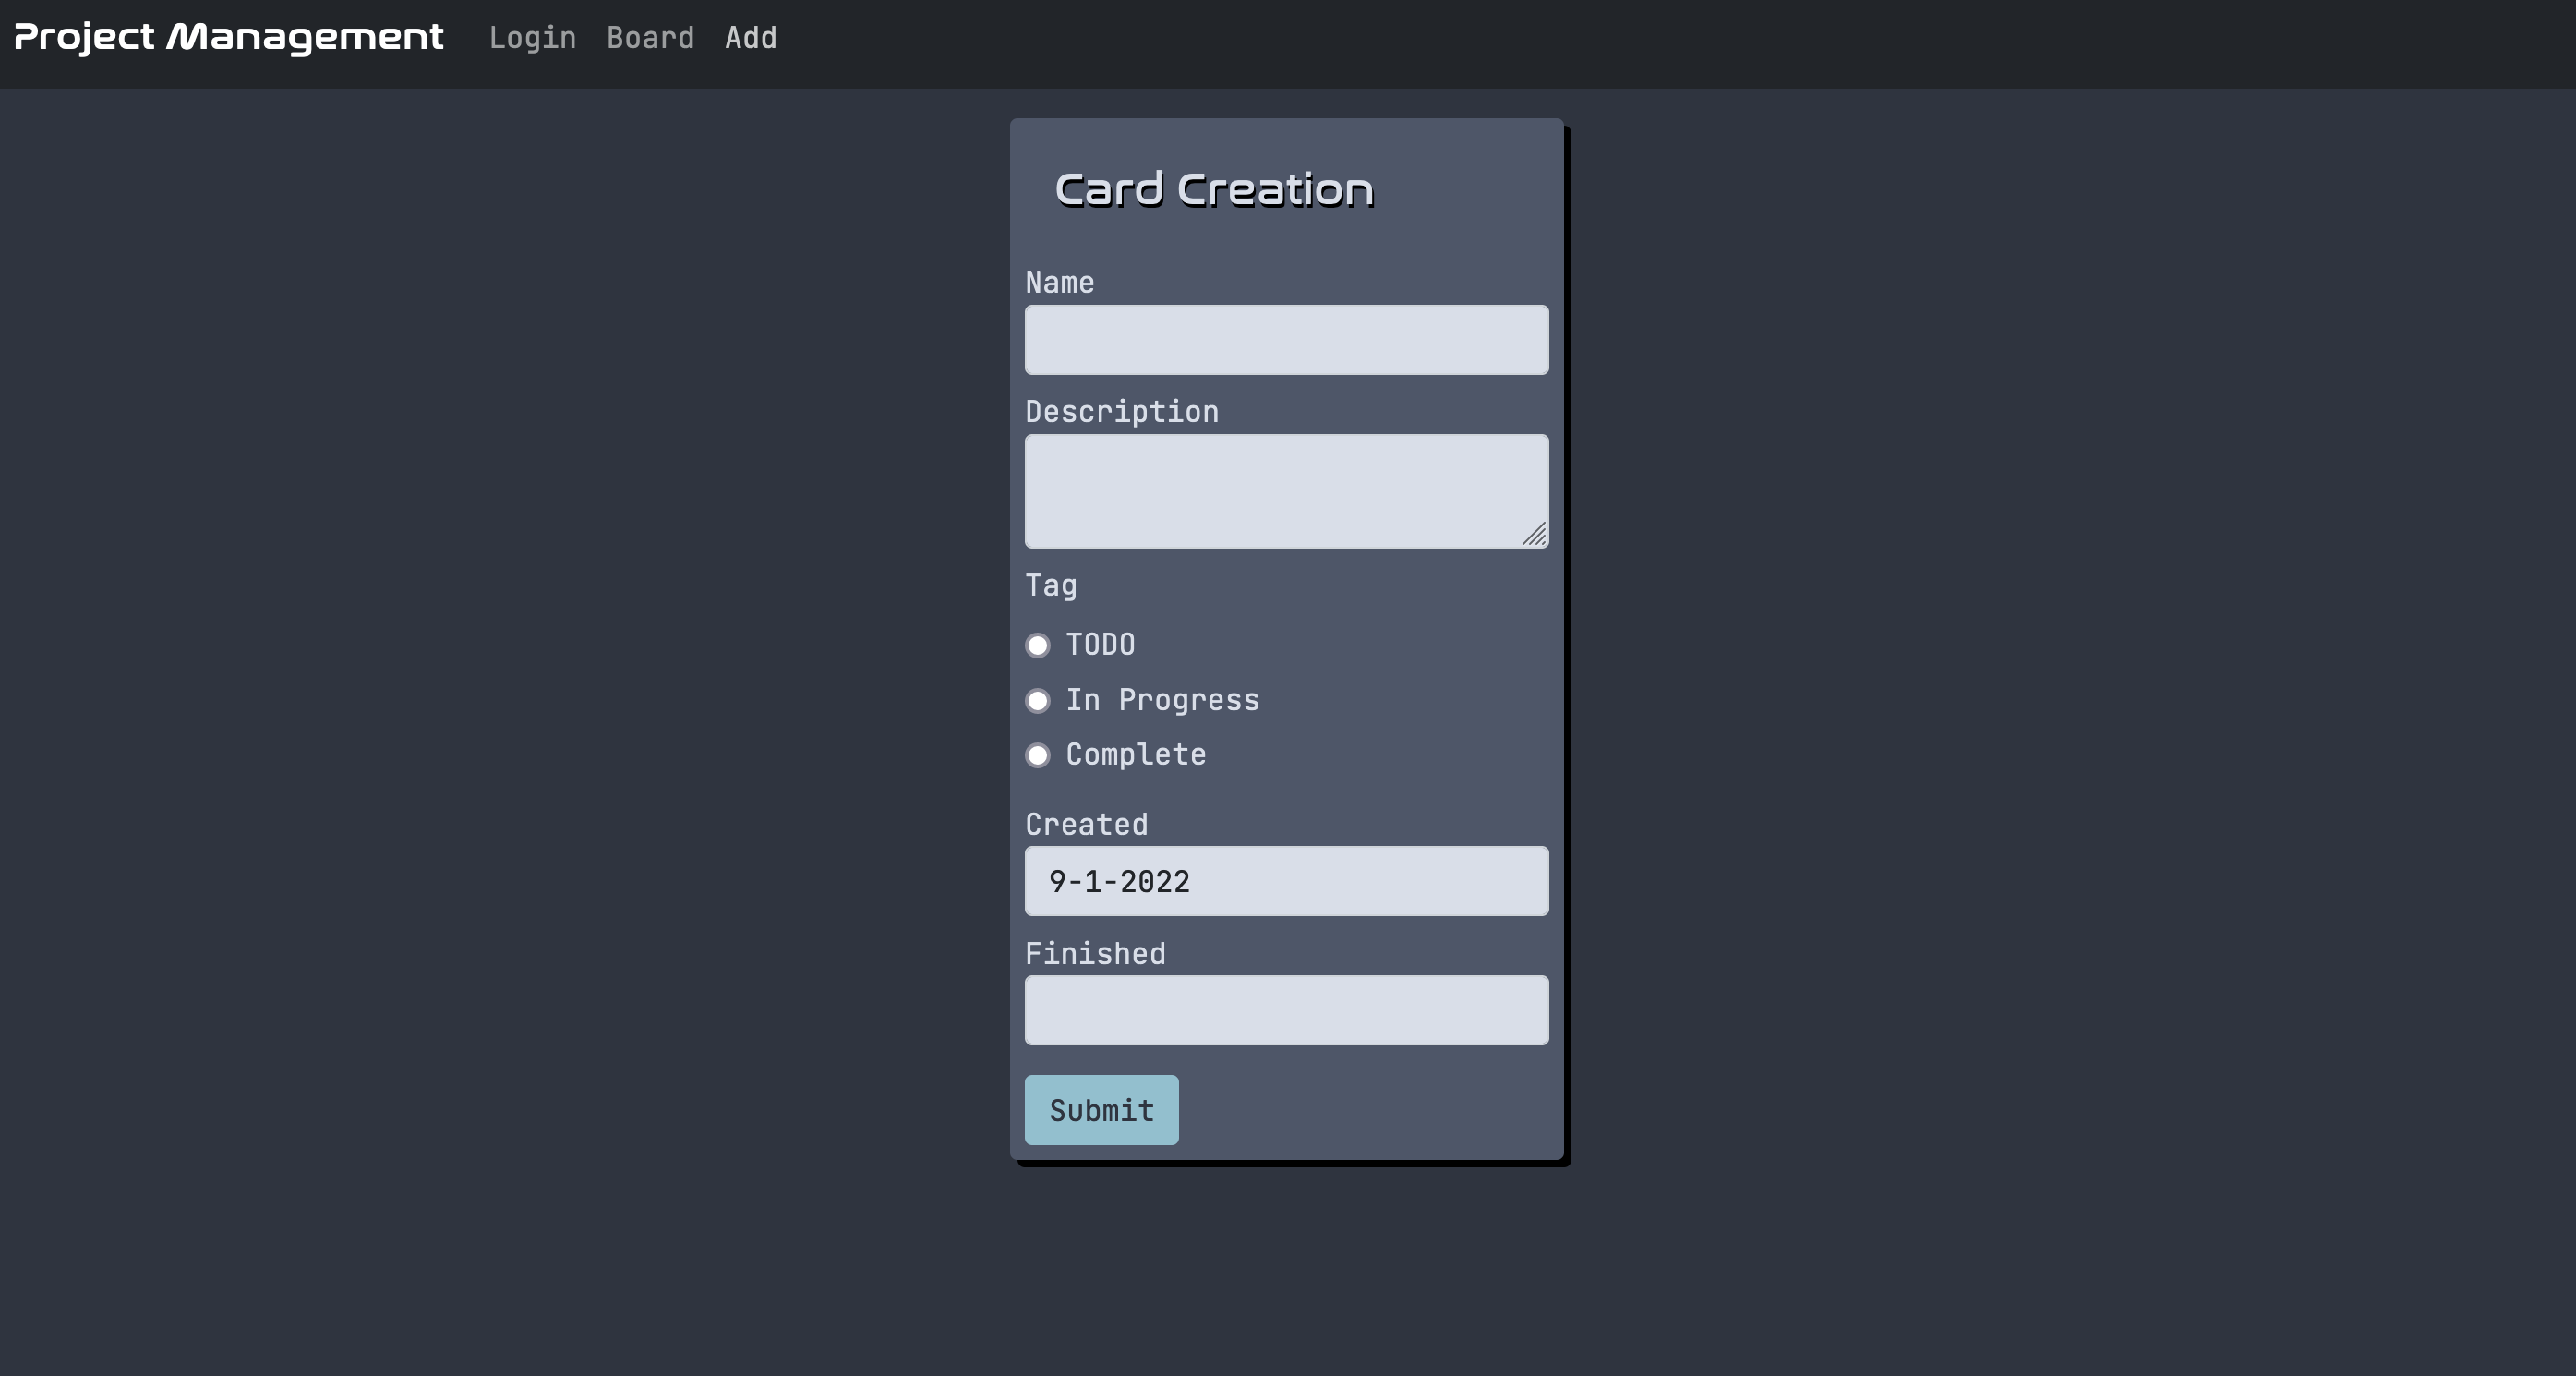 Project Management Login Board Add
Card Creation
Name
Description
Tag
TODO
In Progress
Complete
Created
9-1-2022
Finished
Submit